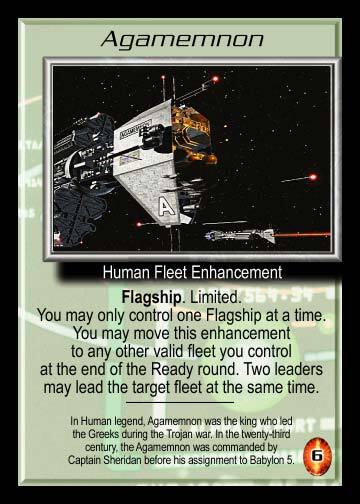 Agamemnon
AGAMEMNON
A
Human Fleet Enhancement
Flagship. Limited.
You may only control one Flagship at a time.
You may move this enhancement
to any other valid fleet you control
at the end of the Ready round. Two leaders
may lead the target fleet at the same time.
In Human legend, Agamemnon was the king who led
the Greeks during the Trojan war. In the twenty-third
century, the Agamemnon was commanded by
Captain Sheridan before his assignment to Babylon 5.
6